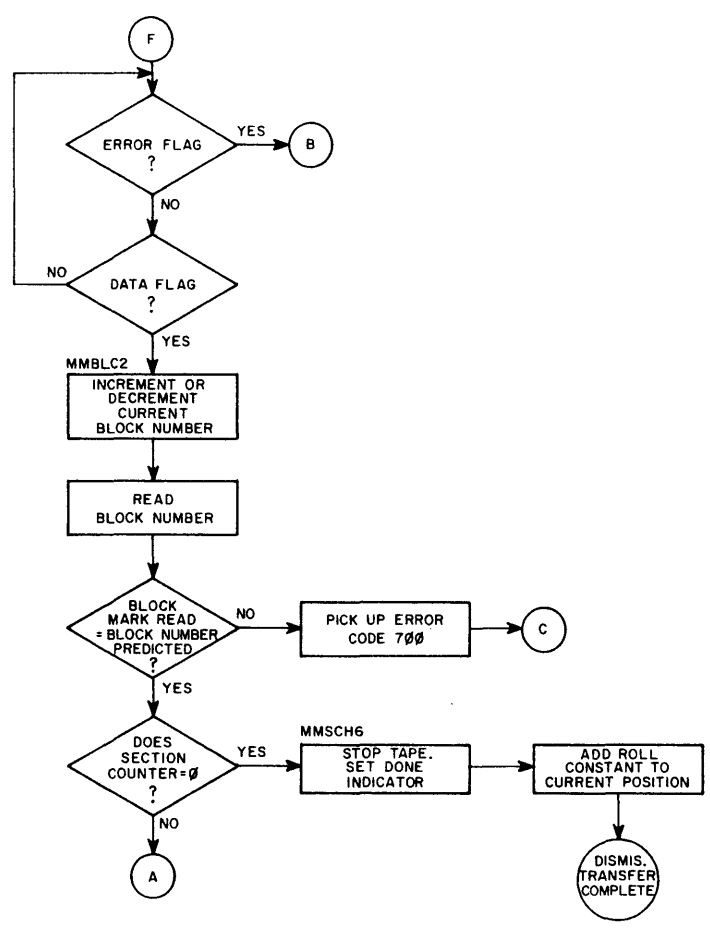 F
ERROR FLAG
?
YES
B
NO
DATA FLAG
?
NO
YES
MMBLC2
INCREMENT OR
DECREMENT
CURRENT
BLOCK NUMBER
READ
BLOCK NUMBER
BLOCK
MARK READ
= BLOCK NUMBER
PREDICTED
?
NO
PICK UP ERROR
CODE 7ØØ
C
YES
DOES
SECTION
COUNTER=Ø
?
YES
MMSCH6
STOP TAPE.
SET DONE
INDICATOR
ADD ROLL
CONSTANT TO
CURRENT POSITION
NO
A
DISMIS.
TRANSFER
COMPLETE